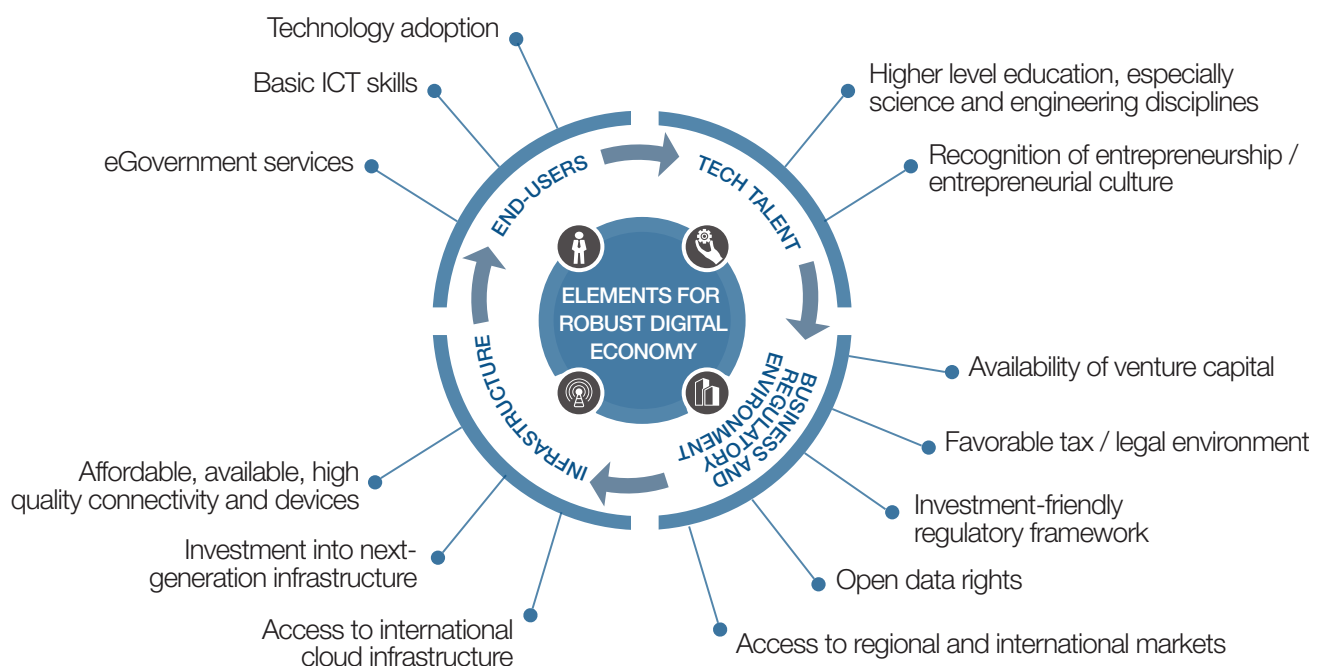 Technology adoption
Basic ICT skills
eGovernment services
Higher level education, especially
science and engineering disciplines
Recognition of entrepreneurship /
entrepreneurial culture
END-USERS
TECH TALENT
ELEMENTS FOR
ROBUST DIGITAL
ECONOMY
INFRASTRUCTURE
BUSINESS AND
REGULATORY
ENVIRONMENT
Availability of venture capital
Favorable tax / legal environment
Investment-friendly
regulatory framework
Open data rights
Access to regional and international markets
Affordable, available, high
quality connectivity and devices
Investment into next-
generation infrastructure
Access to international
cloud infrastructure